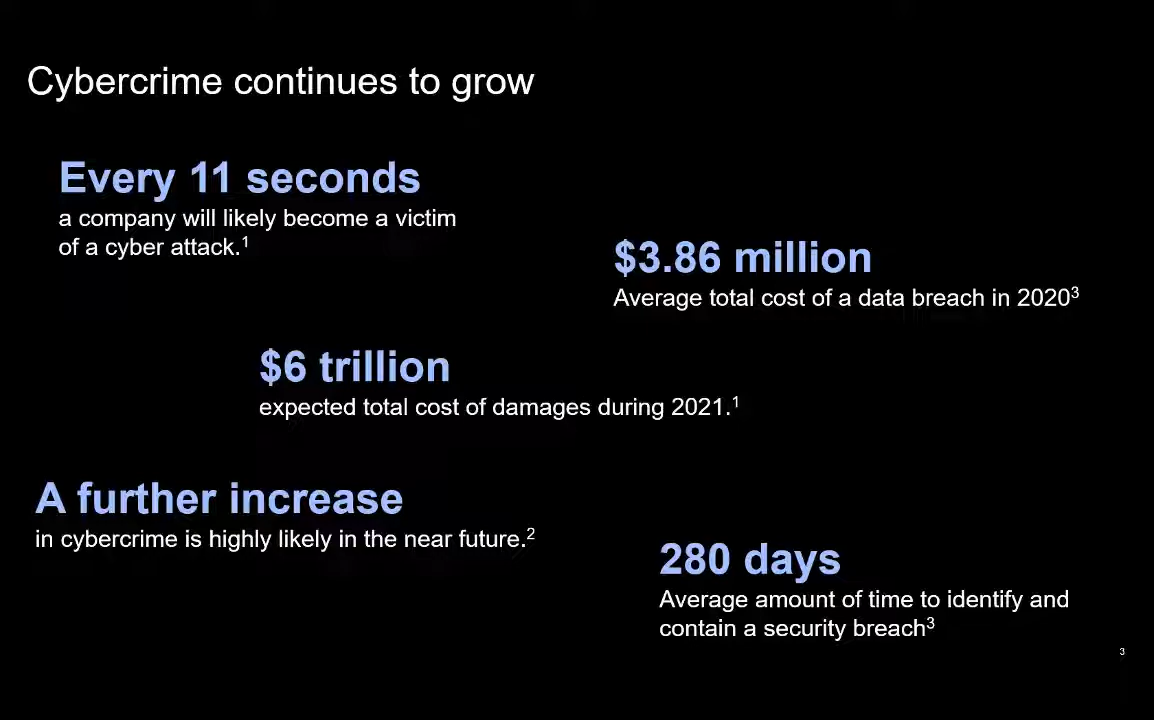 Cybercrime continues to grow
Every 11 seconds
a company will likely become a victim
of a cyber attack.¹
$3.86 million
Average total cost of a data breach in 2020³
$6 trillion
expected total cost of damages during 2021.¹
A further increase
in cybercrime is highly likely in the near future.²
280 days
Average amount of time to identify and
contain a security breach³
3